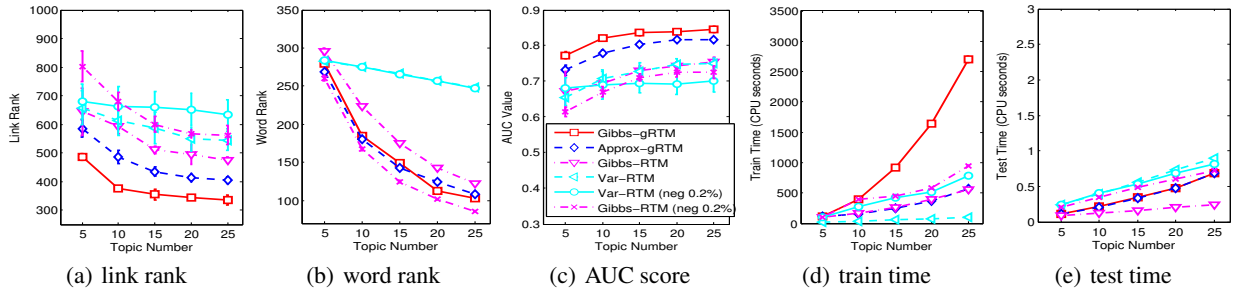 1000
900
800
700
600
500
400
300
Link Rank
5 10 15 20 25
Topic Number
(a) link rank
350
300
250
200
150
100
Word Rank
5 10 15 20 25
Topic Number
(b) word rank
0.9
0.8
0.7
0.6
0.5
0.4
0.3
AUC Value
Gibbs−gRTM
Approx−gRTM
Gibbs−RTM
Var−RTM
Var−RTM (neg 0.2%)
Gibbs−RTM (neg 0.2%)
5 10 15 20 25
Topic Number
(c) AUC score
3500
3000
2500
2000
1500
1000
500
0
Train Time (CPU seconds)
5 10 15 20 25
Topic Number
(d) train time
3
2.5
2
1.5
1
0.5
0
Test Time (CPU seconds)
5 10 15 20 25
Topic Number
(e) test time